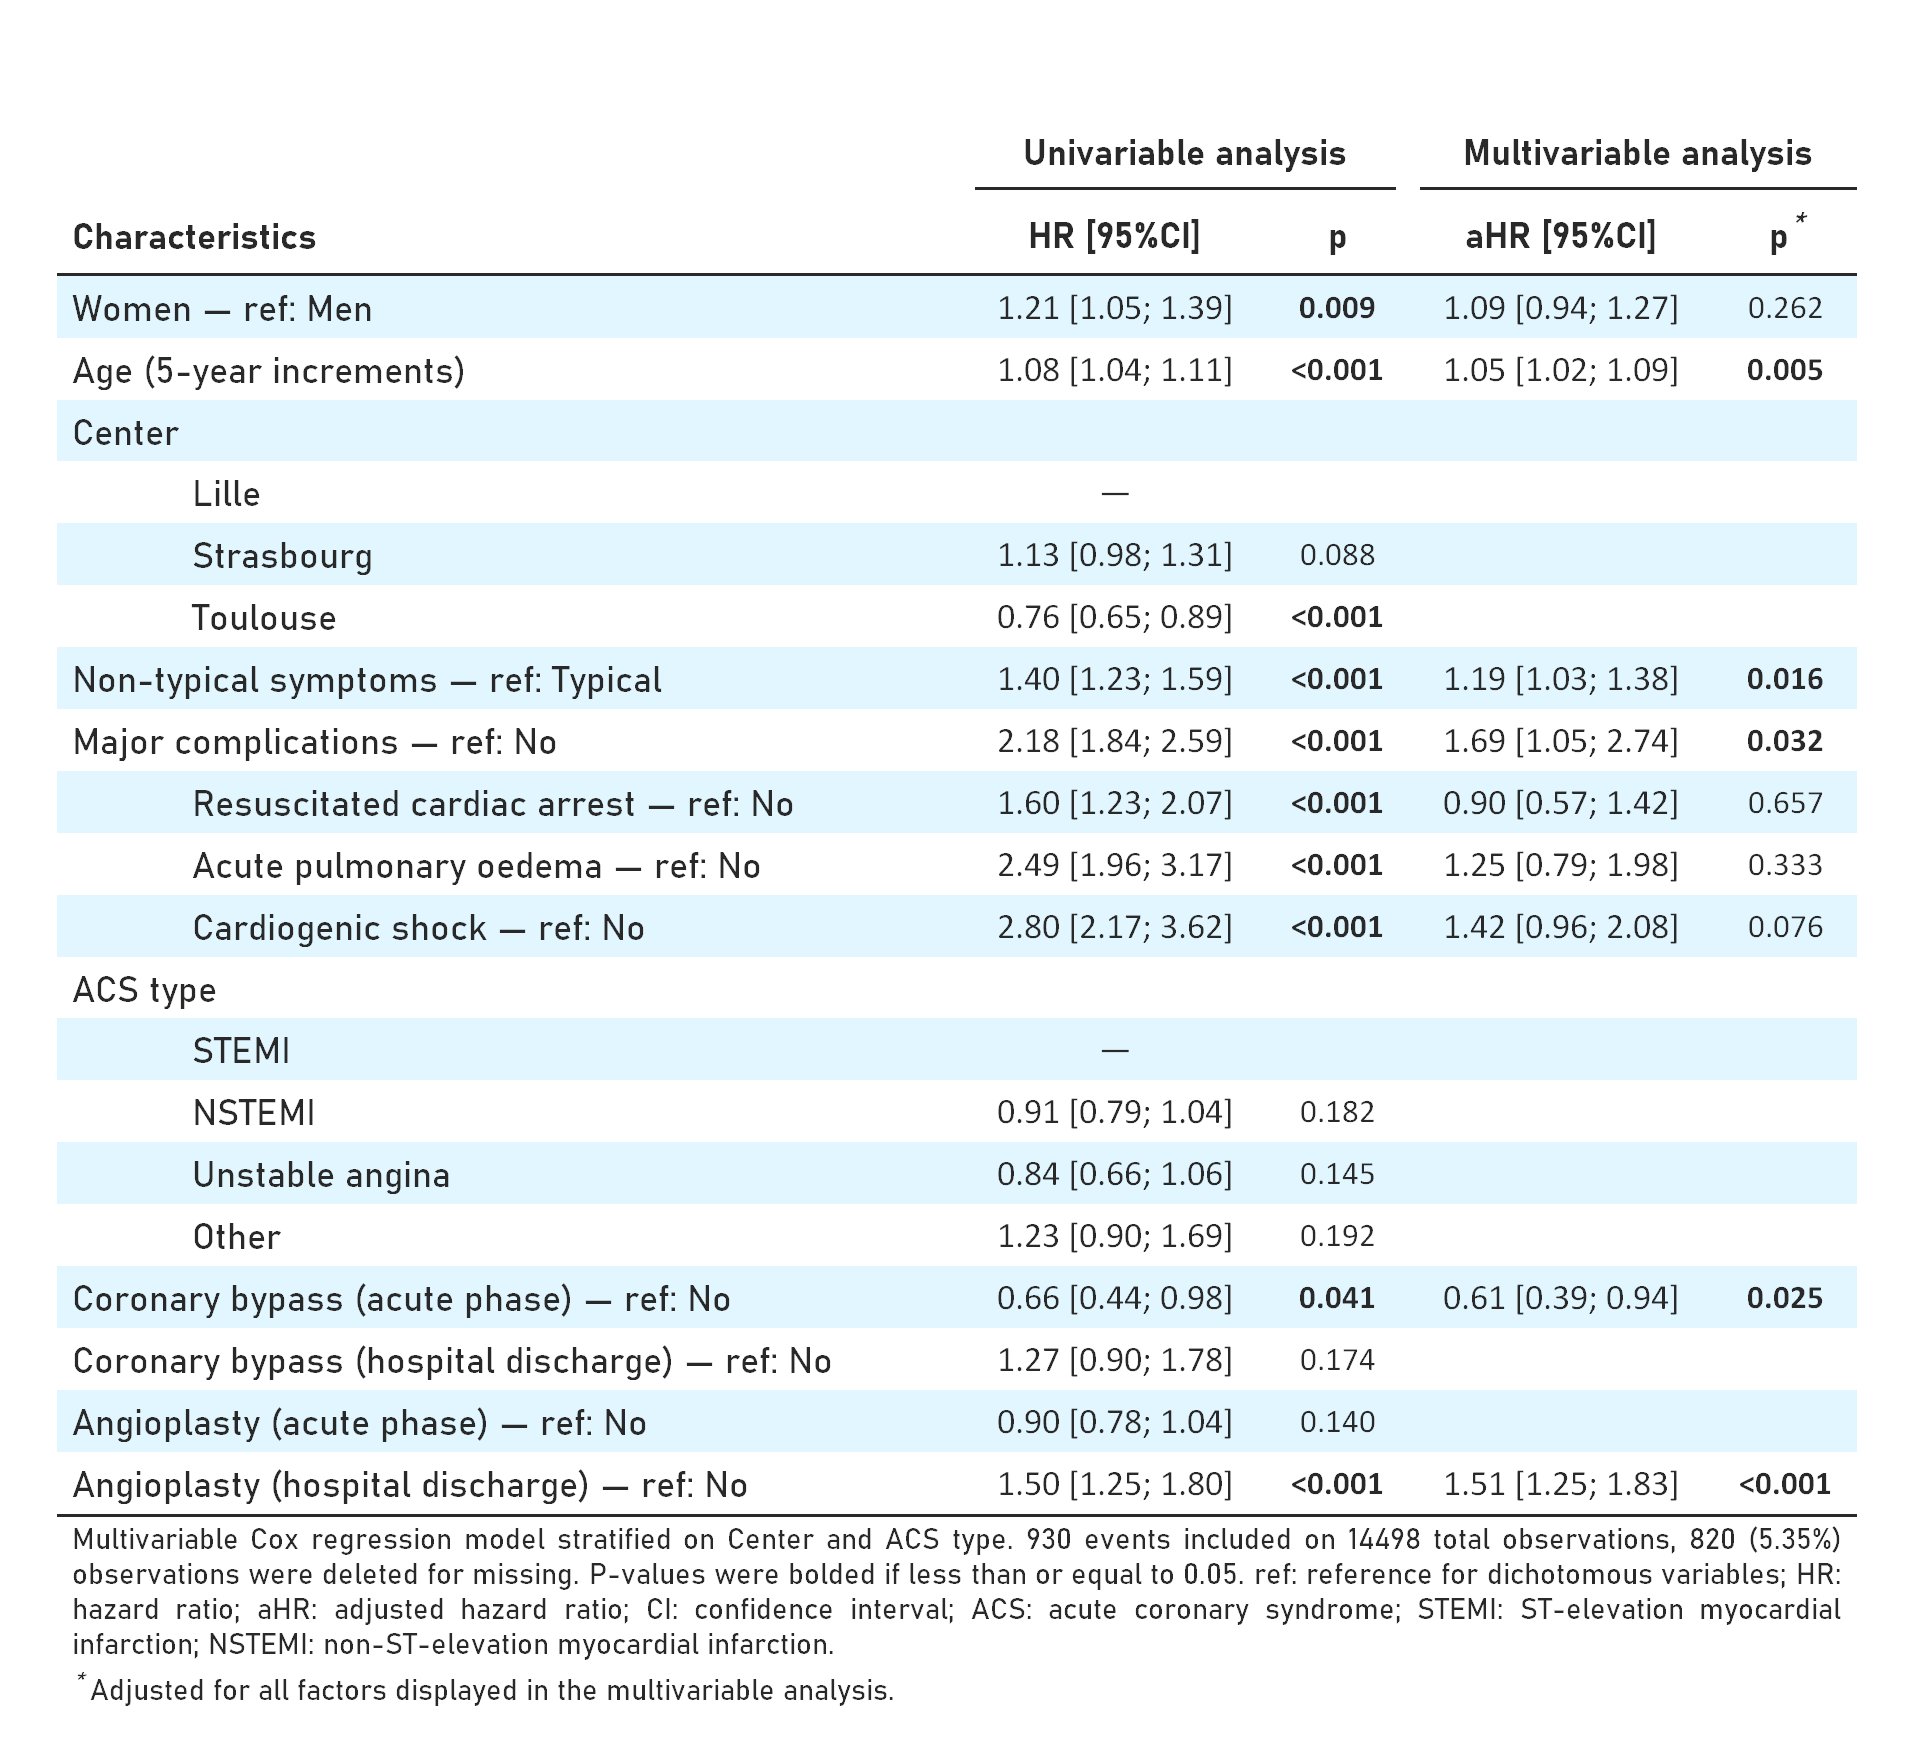 Univariable analysis Multivariable analysis
Characteristics HR [95%CI] p aHR [95%CI] p*
Women — ref: Men 1.21 [1.05; 1.39] 0.009 1.09 [0.94; 1.27] 0.262
Age (5-year increments) 1.08 [1.04; 1.11] <0.001 1.05 [1.02; 1.09] 0.005
Center
Lille —
Strasbourg 1.13 [0.98; 1.31] 0.088
Toulouse 0.76 [0.65; 0.89] <0.001
Non-typical symptoms — ref: Typical 1.40 [1.23; 1.59] <0.001 1.19 [1.03; 1.38] 0.016
Major complications — ref: No 2.18 [1.84; 2.59] <0.001 1.69 [1.05; 2.74] 0.032
Resuscitated cardiac arrest — ref: No 1.60 [1.23; 2.07] <0.001 0.90 [0.57; 1.42] 0.657
Acute pulmonary oedema — ref: No 2.49 [1.96; 3.17] <0.001 1.25 [0.79; 1.98] 0.333
Cardiogenic shock — ref: No 2.80 [2.17; 3.62] <0.001 1.42 [0.96; 2.08] 0.076
ACS type
STEMI —
NSTEMI 0.91 [0.79; 1.04] 0.182
Unstable angina 0.84 [0.66; 1.06] 0.145
Other 1.23 [0.90; 1.69] 0.192
Coronary bypass (acute phase) — ref: No 0.66 [0.44; 0.98] 0.041 0.61 [0.39; 0.94] 0.025
Coronary bypass (hospital discharge) — ref: No 1.27 [0.90; 1.78] 0.174
Angioplasty (acute phase) — ref: No 0.90 [0.78; 1.04] 0.140
Angioplasty (hospital discharge) — ref: No 1.50 [1.25; 1.80] <0.001 1.51 [1.25; 1.83] <0.001
Multivariable Cox regression model stratified on Center and ACS type. 930 events included on 14498 total observations, 820 (5.35%)
observations were deleted for missing. P-values were bolded if less than or equal to 0.05. ref: reference for dichotomous variables; HR:
hazard ratio; aHR: adjusted hazard ratio; CI: confidence interval; ACS: acute coronary syndrome; STEMI: ST-elevation myocardial
infarction; NSTEMI: non-ST-elevation myocardial infarction.
*Adjusted for all factors displayed in the multivariable analysis.